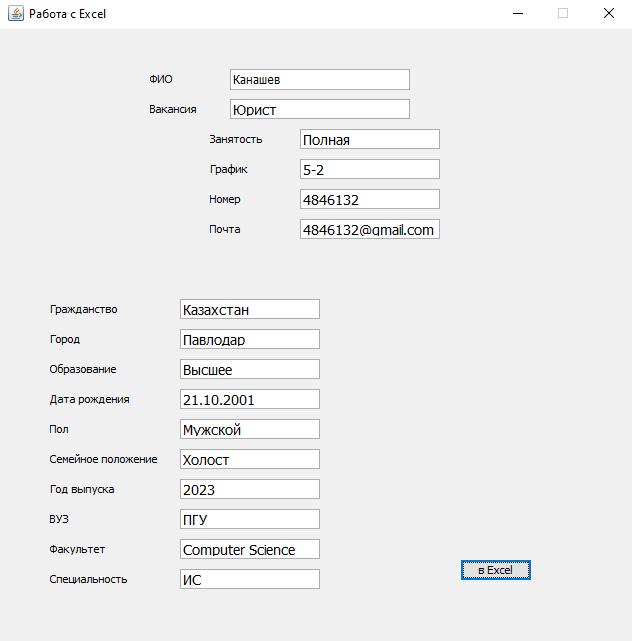 Работа с Excel
ФИО Канашев
Вакансия Юрист
Занятость Полная
График 5-2
Номер 4846132
Почта 4846132@gmail.com
Гражданство Казахстан
Город Павлодар
Образование Высшее
Дата рождения 21.10.2001
Пол Мужской
Семейное положение Холост
Год выпуска 2023
ВУЗ ПГУ
Факультет Computer Science
Специальность ИС
в Excel